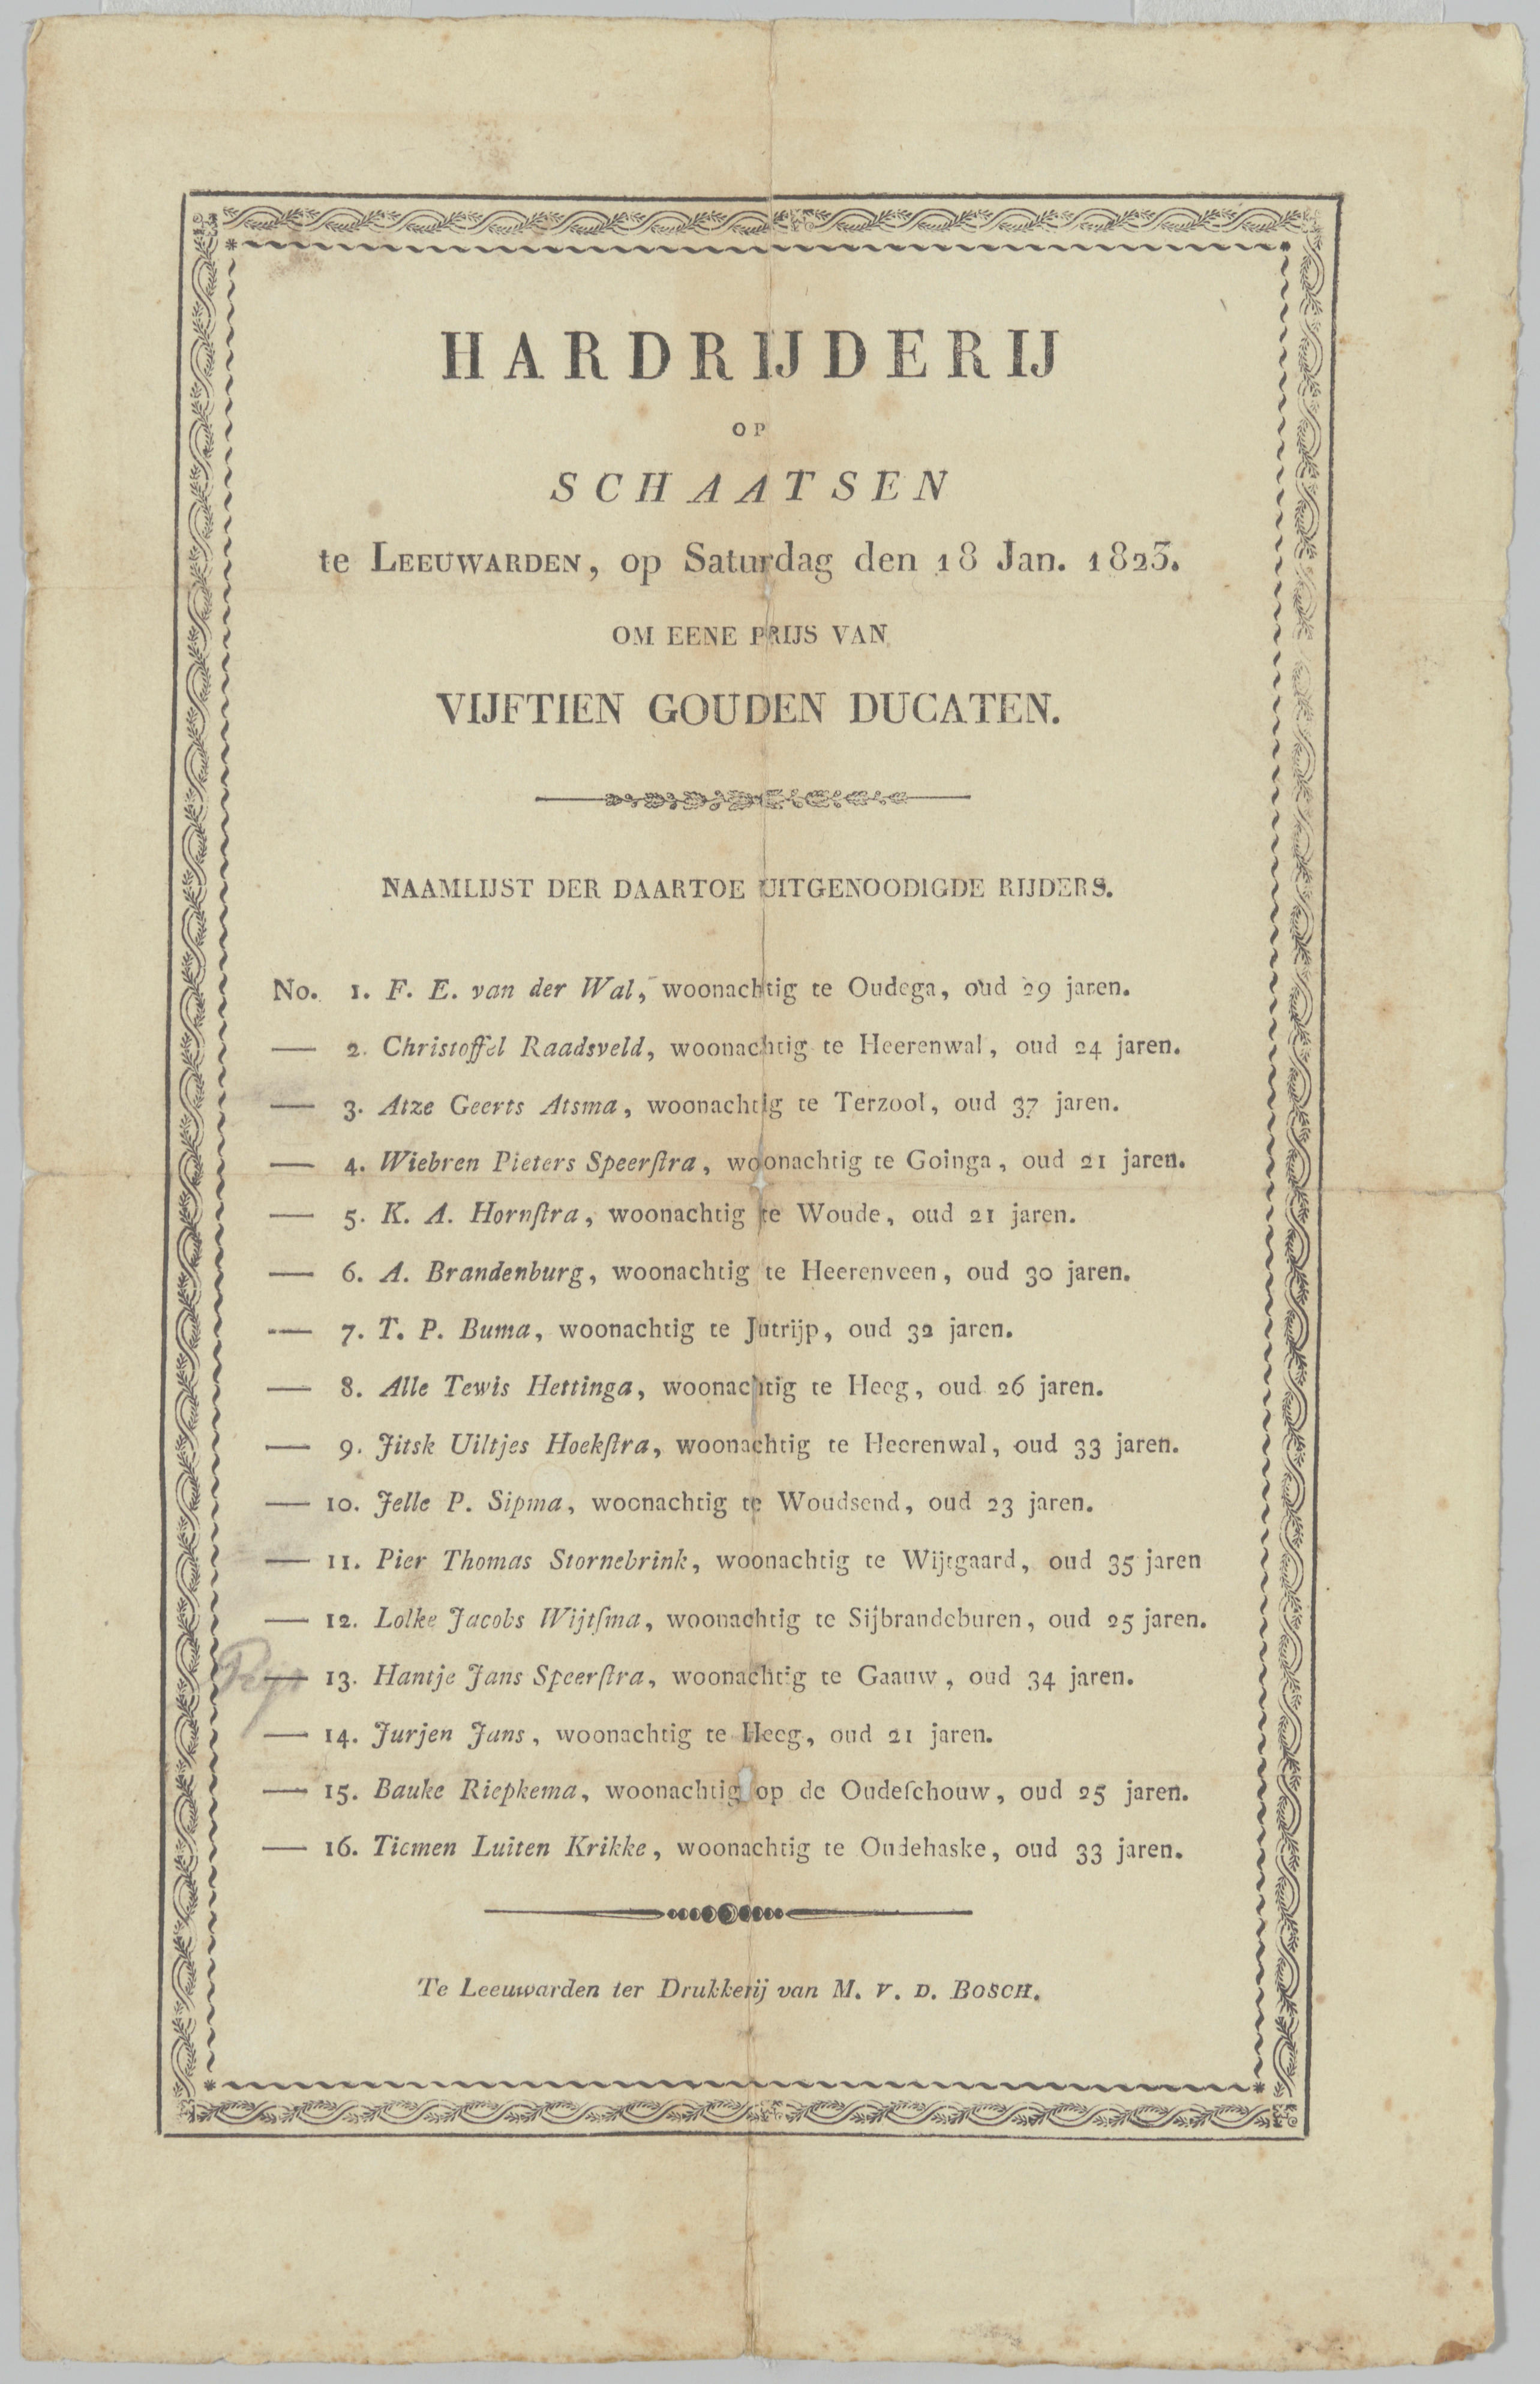 HARDRIJDERIJ
OP
SCHAATSEN
te LEEUWARDEN, op Saturdag den 18 Jan. 1823.
OM EENE PRIJS VAN
VIJFTIEN GOUDEN DUCATEN.
NAAMLIJST DER DAARTOE UITGENOODIGDE RIJDERS.
No. 1. F. E. van der Wal, woonachtig te Oudega, oud 29 jaren.
— 2. Christoffel Raadsveld, woonachtig te Heerenwal, oud 24 jaren.
— 3. Atze Geerts Atsma, woonachtig te Terzool, oud 37 jaren.
— 4. Wiebren Pieters Speerſtra, woonachtig te Goinga, oud 21 jaren.
— 5. K. A. Hornſtra, woonachtig te Woude, oud 21 jaren.
— 6. A. Brandenburg, woonachtig te Heerenveen, oud 30 jaren.
— 7. T. P. Buma, woonachtig te Jutrijp, oud 32 jaren.
— 8. Alle Tewis Hettinga, woonachtig te Heeg, oud 26 jaren.
— 9. Jitsk Uiltjes Hoekſtra, woonachtig te Heerenwal, oud 33 jaren.
— 10. Jelle P. Sipma, woonachtig te Woudsend, oud 23 jaren.
— 11. Pier Thomas Stornebrink, woonachtig te Wijtgaard, oud 35 jaren
— 12. Lolke Jacobs Wijtſma, woonachtig te Sijbrandeburen, oud 25 jaren.
— 13. Hantje Jans Speerſtra, woonachtig te Gaauw, oud 34 jaren.
— 14. Jurjen Jans, woonachtig te Heeg, oud 21 jaren.
— 15. Bauke Riepkema, woonachtig op de Oudeſchouw, oud 25 jaren.
— 16. Tiemen Luiten Krikke, woonachtig te Oudehaske, oud 33 jaren.
Te Leeuwarden ter Drukkerij van M. V. D. BOSCH.